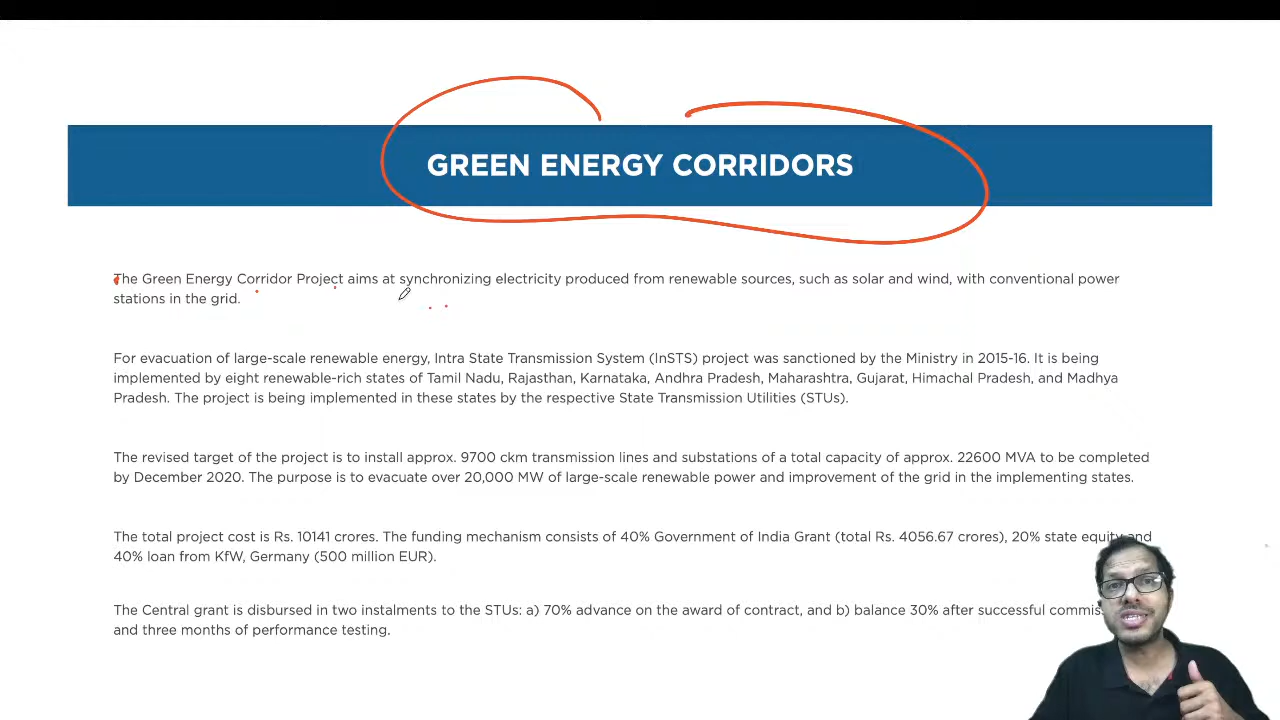 GREEN ENERGY CORRIDORS
The Green Energy Corridor Project aims at synchronizing electricity produced from renewable sources, such as solar and wind, with conventional power
stations in the grid.
For evacuation of large-scale renewable energy, Intra State Transmission System (InSTS) project was sanctioned by the Ministry in 2015-16. It is being
implemented by eight renewable-rich states of Tamil Nadu, Rajasthan, Karnataka, Andhra Pradesh, Maharashtra, Gujarat, Himachal Pradesh, and Madhya
Pradesh. The project is being implemented in these states by the respective State Transmission Utilities (STUs).
The revised target of the project is to install approx. 9700 ckm transmission lines and substations of a total capacity of approx. 22600 MVA to be completed
by December 2020. The purpose is to evacuate over 20,000 MW of large-scale renewable power and improvement of the grid in the implementing states.
The total project cost is Rs. 10141 crores. The funding mechanism consists of 40% Government of India Grant (total Rs. 4056.67 crores), 20% state equity and
40% loan from KfW, Germany (500 million EUR).
The Central grant is disbursed in two instalments to the STUs: a) 70% advance on the award of contract, and b) balance 30% after successful
and three months of performance testing.